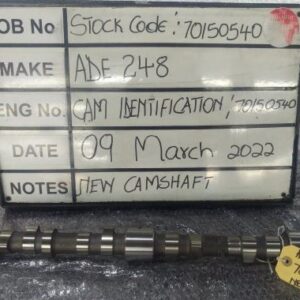 OB No Stock Code: 70150540
MAKE ADE 248
ENG No. CAM IDENTIFICATION: 70150540
DATE 09 March 2022
NOTES NEW CAMSHAFT